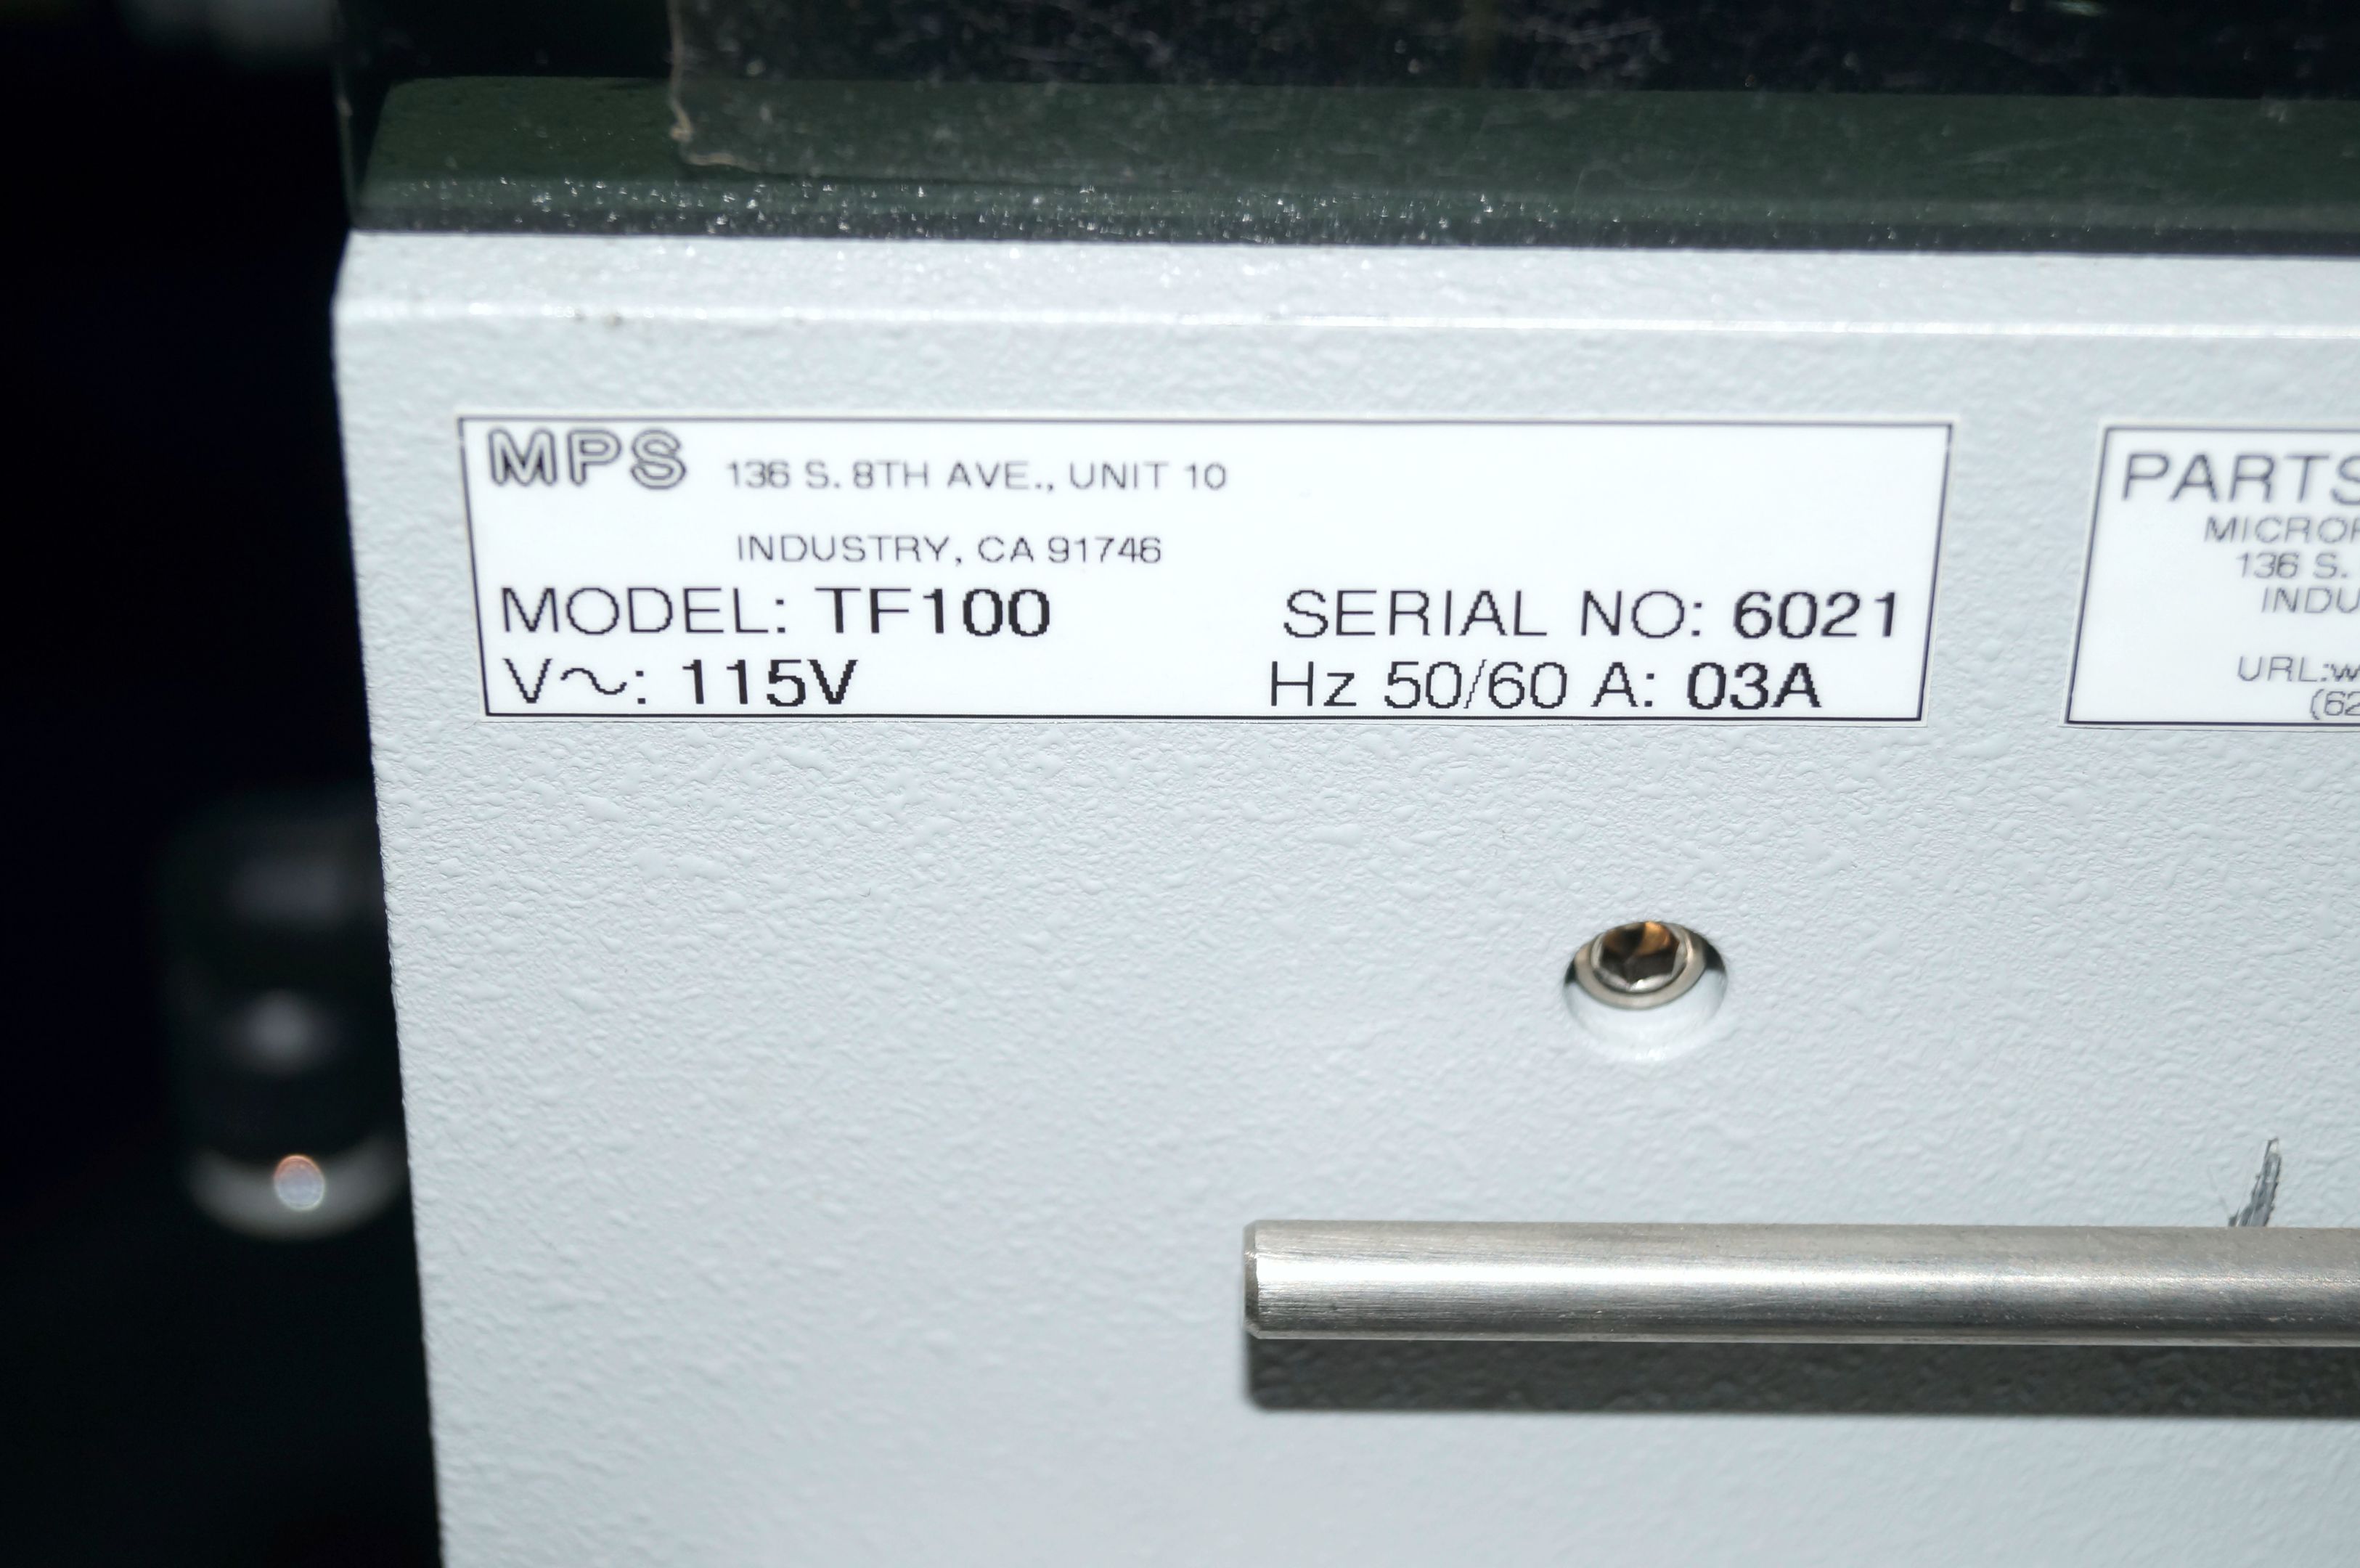 MPS 136 S. 8TH AVE., UNIT 10
INDUSTRY, CA 91746
MODEL: TF100 SERIAL NO: 6021
V~: 115V Hz 50/60 A: 03A
PARTS
136 S.